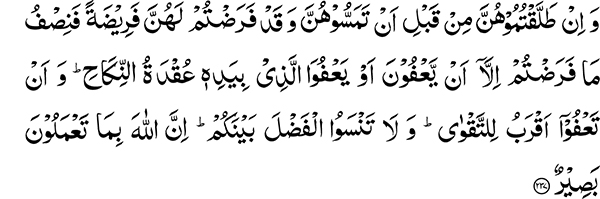 وَ اِنْ طَلَّقْتُمُوْهُنَّ مِنْ قَبْلِ اَنْ تَمَسُّوْهُنَّ وَ قَدْ فَرَضْتُمْ لَهُنَّ فَرِيْضَةً فَنِصْفُ
مَا فَرَضْتُمْ اِلَّاۤ اَنْ يَّعْفُوْنَ اَوْ يَعْفُوَا الَّذِىْ بِيَدِهٖ عُقْدَةُ النِّكَاحِ‌ؕ وَ اَنْ
تَعْفُوْۤا اَقْرَبُ لِلتَّقْوٰى‌ؕ وَ لَا تَنْسَوُا الْفَضْلَ بَيْنَكُمْ‌ؕ اِنَّ اللّٰهَ بِمَا تَعْمَلُوْنَ
بَصِيْرٌ‏ ﴿۲۳۷﴾